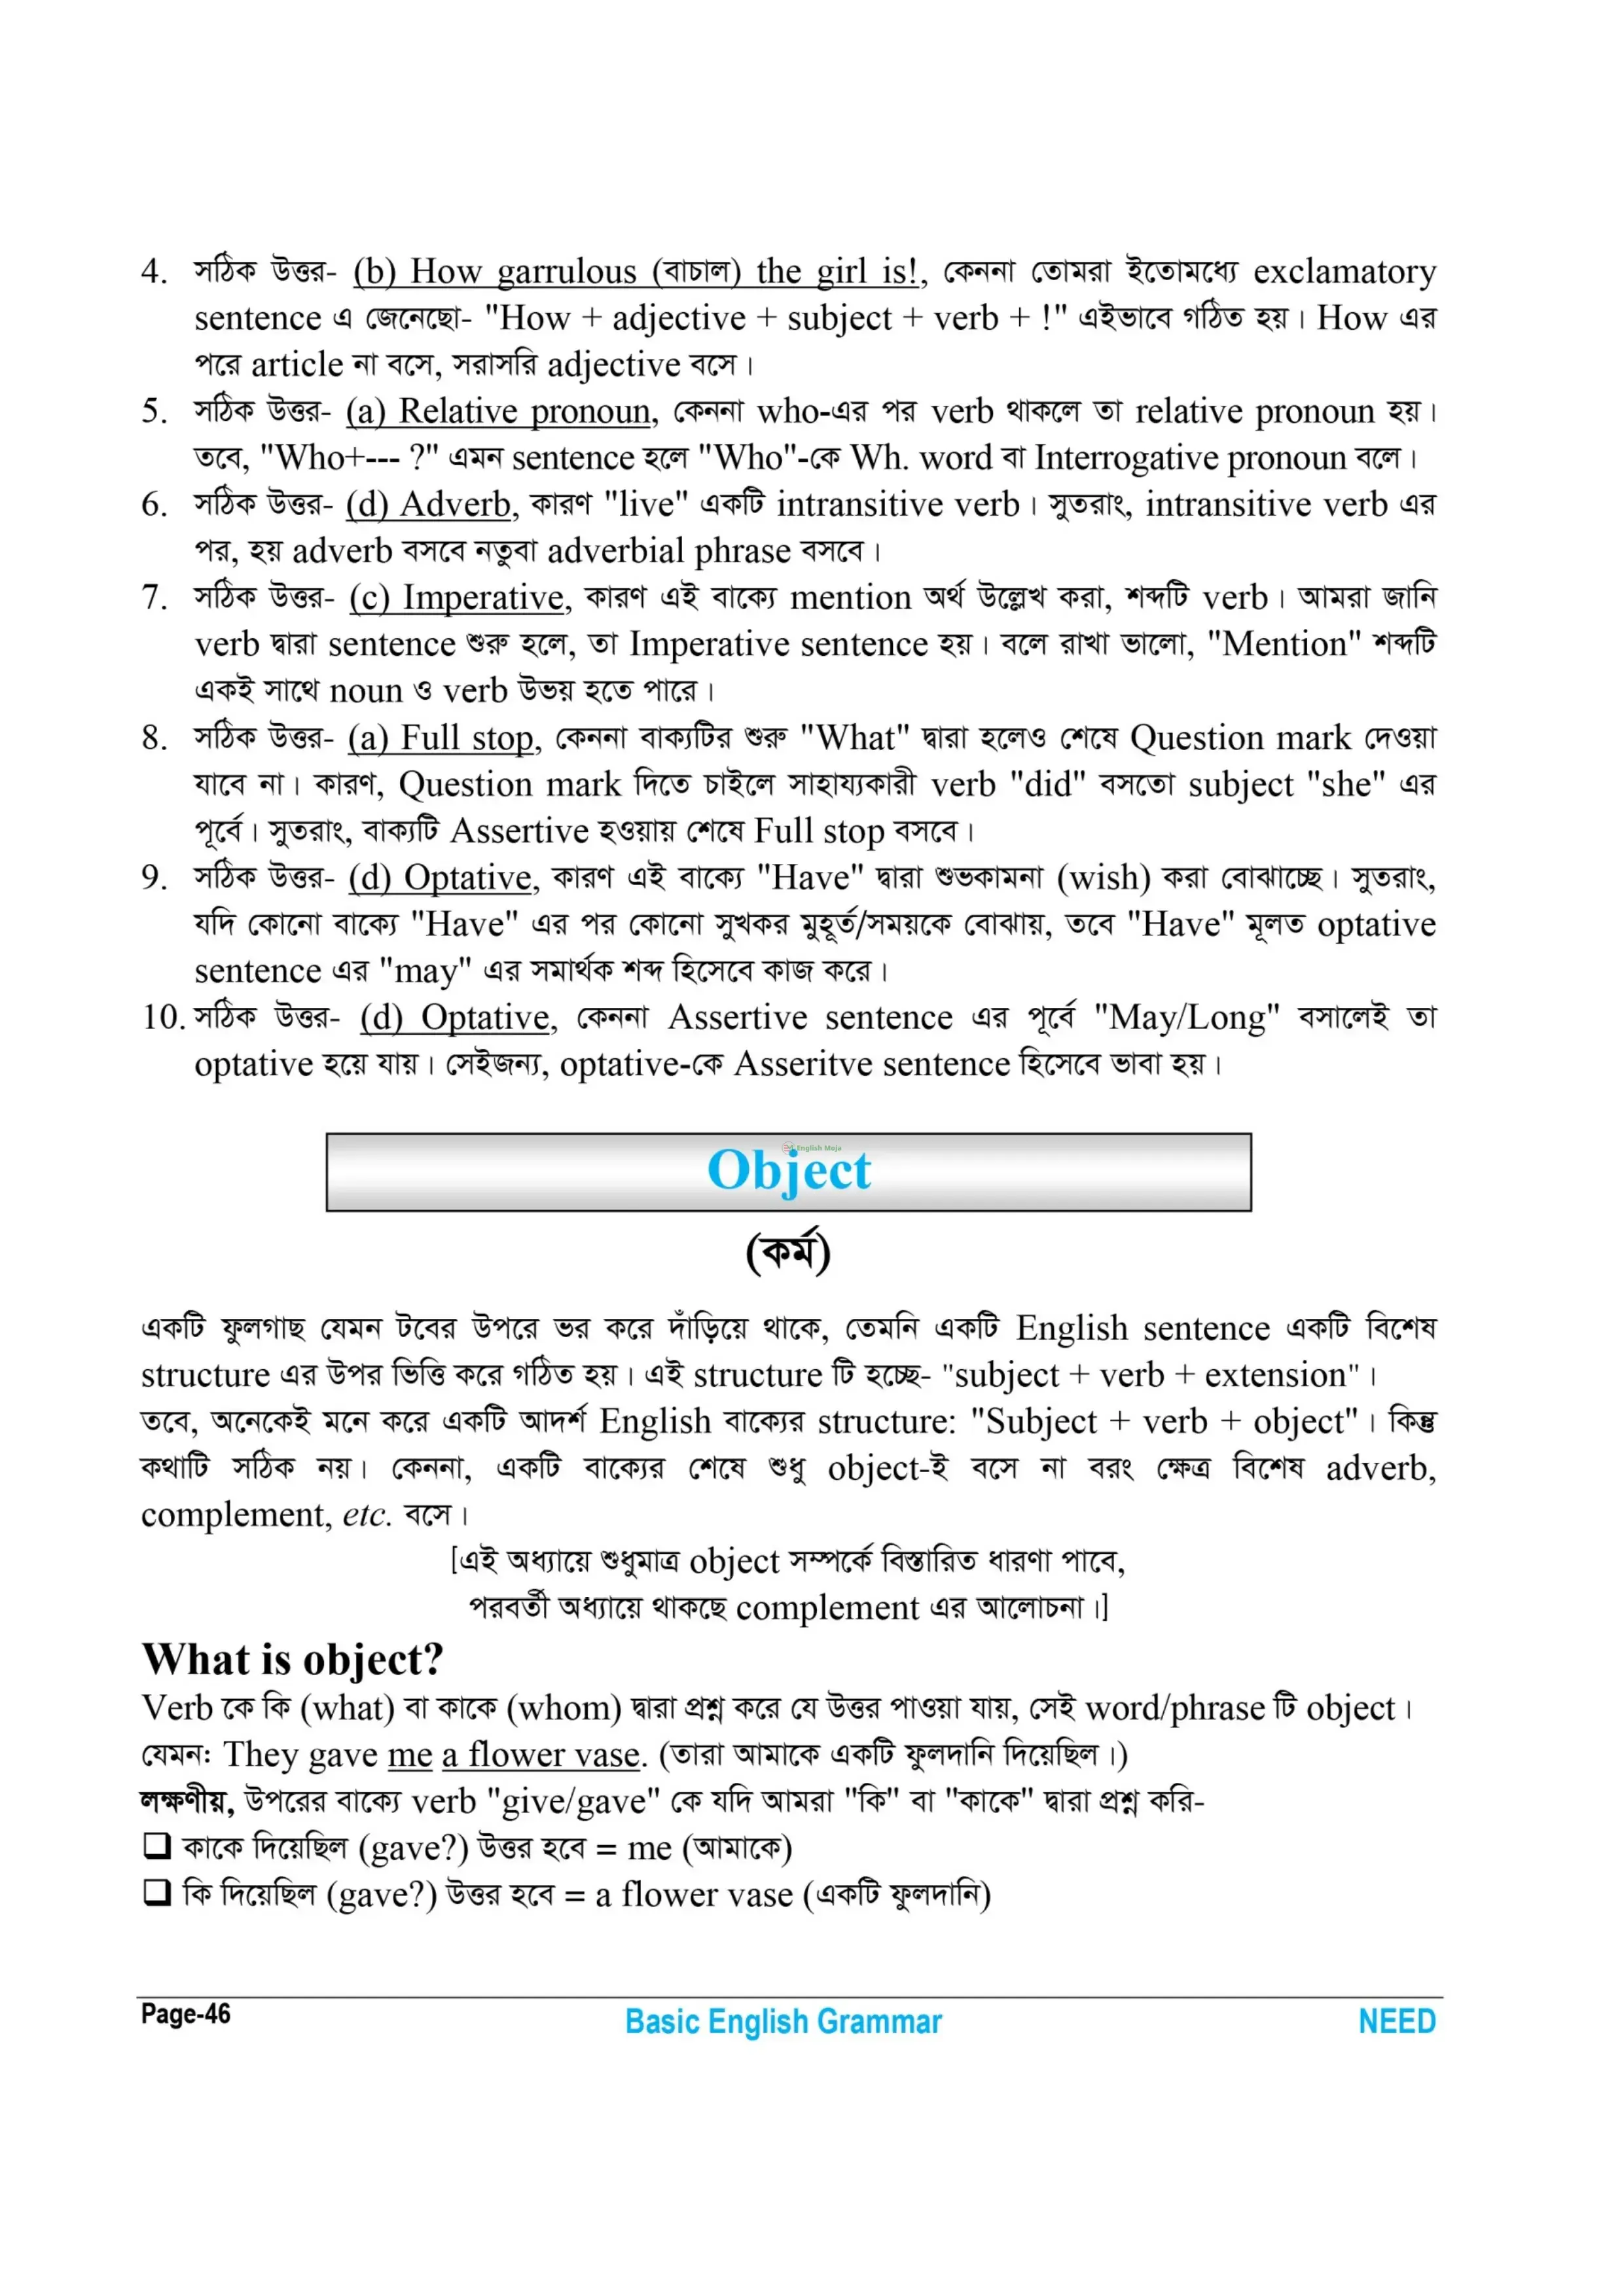 4. সঠিক উত্তর- (b) How garrulous (বাচাল) the girl is!, কেননা তোমরা ইতোমধ্যে exclamatory
sentence এ জেনেছো- "How + adjective + subject + verb + !" এইভাবে গঠিত হয়। How এর
পরে article না বসে, সরাসরি adjective বসে।
5. সঠিক উত্তর- (a) Relative pronoun, কেননা who-এর পর verb থাকলে তা relative pronoun হয়।
তবে, "Who+--- ?" এমন sentence হলে "Who"-কে Wh. word বা Interrogative pronoun বলে।
6. সঠিক উত্তর- (d) Adverb, কারণ "live" একটি intransitive verb। সুতরাং, intransitive verb এর
পর, হয় adverb বসবে নতুবা adverbial phrase বসবে।
7. সঠিক উত্তর- (c) Imperative, কারণ এই বাক্যে mention অর্থ উল্লেখ করা, শব্দটি verb। আমরা জানি
verb দ্বারা sentence শুরু হলে, তা Imperative sentence হয়। বলে রাখা ভালো, "Mention" শব্দটি
একই সাথে noun ও verb উভয় হতে পারে।
8. সঠিক উত্তর- (a) Full stop, কেননা বাক্যটির শুরু "What" দ্বারা হলেও শেষে Question mark দেওয়া
যাবে না। কারণ, Question mark দিতে চাইলে সাহায্যকারী verb "did" বসতো subject "she" এর
পূর্বে। সুতরাং, বাক্যটি Assertive হওয়ায় শেষে Full stop বসবে।
9. সঠিক উত্তর- (d) Optative, কারণ এই বাক্যে "Have" দ্বারা শুভকামনা (wish) করা বোঝাচ্ছে। সুতরাং,
যদি কোনো বাক্যে "Have" এর পর কোনো সুখকর মুহূর্ত/সময়কে বোঝায়, তবে "Have" মূলত optative
sentence এর "may" এর সমার্থক শব্দ হিসেবে কাজ করে।
10. সঠিক উত্তর- (d) Optative, কেননা Assertive sentence এর পূর্বে "May/Long" বসালেই তা
optative হয়ে যায়। সেইজন্য, optative-কে Asseritve sentence হিসেবে ভাবা হয়।
English Moja
Object
(কর্ম)
একটি ফুলগাছ যেমন টবের উপরে ভর করে দাঁড়িয়ে থাকে, তেমনি একটি English sentence একটি বিশেষ
structure এর উপর ভিত্তি করে গঠিত হয়। এই structure টি হচ্ছে- "subject + verb + extension"।
তবে, অনেকেই মনে করে একটি আদর্শ English বাক্যের structure: "Subject + verb + object"। কিন্তু
কথাটি সঠিক নয়। কেননা, একটি বাক্যের শেষে শুধু object-ই বসে না বরং ক্ষেত্র বিশেষ adverb,
complement, etc. বসে।
[এই অধ্যায়ে শুধুমাত্র object সম্পর্কে বিস্তারিত ধারণা পাবে,
পরবর্তী অধ্যায়ে থাকছে complement এর আলোচনা।]
What is object?
Verb কে কি (what) বা কাকে (whom) দ্বারা প্রশ্ন করে যে উত্তর পাওয়া যায়, সেই word/phrase টি object।
যেমন: They gave me a flower vase. (তারা আমাকে একটি ফুলদানি দিয়েছিল।)
লক্ষণীয়, উপরের বাক্যে verb "give/gave" কে যদি আমরা "কি" বা "কাকে" দ্বারা প্রশ্ন করি-
❑ কাকে দিয়েছিল (gave?) উত্তর হবে = me (আমাকে)
❑ কি দিয়েছিল (gave?) উত্তর হবে = a flower vase (একটি ফুলদানি)
Page-46 Basic English Grammar NEED